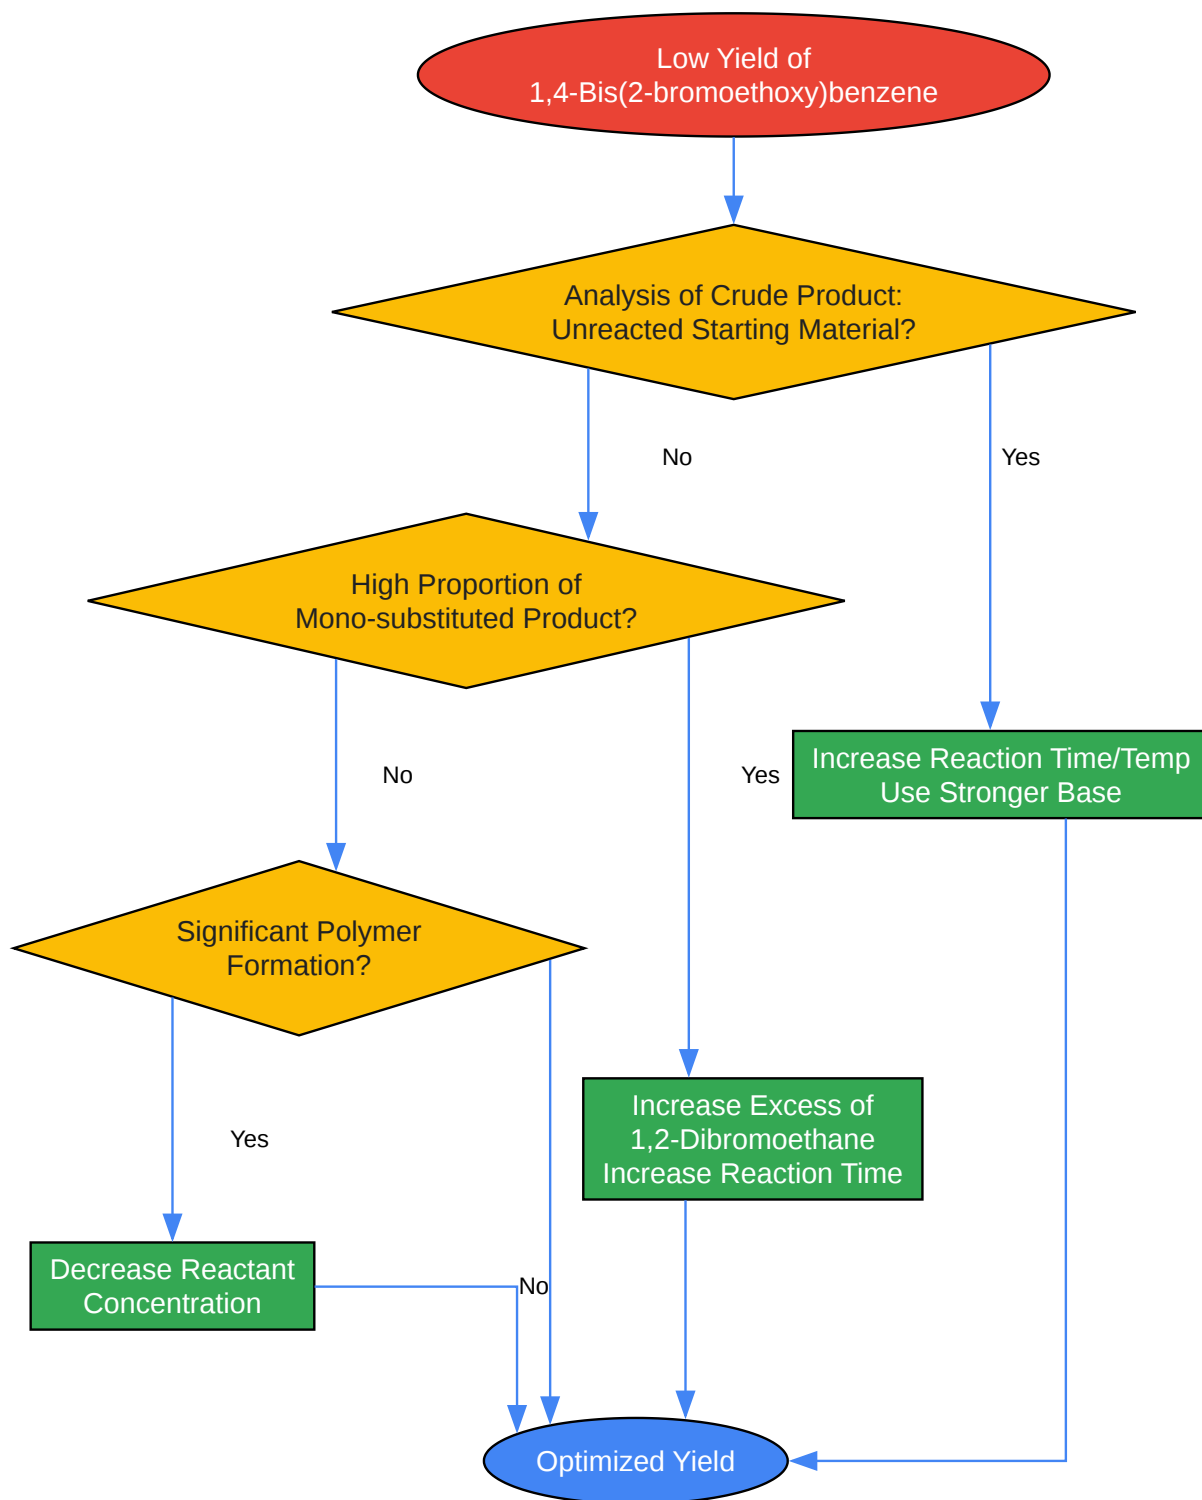 Low Yield of
1,4-Bis(2-bromoethoxy)benzene
Analysis of Crude Product:
Unreacted Starting Material?
No
Yes
High Proportion of
Mono-substituted Product?
Increase Reaction Time/Temp
Use Stronger Base
No
Yes
Significant Polymer
Formation?
Increase Excess of
1,2-Dibromoethane
Increase Reaction Time
Yes
Decrease Reactant
Concentration
No
Optimized Yield